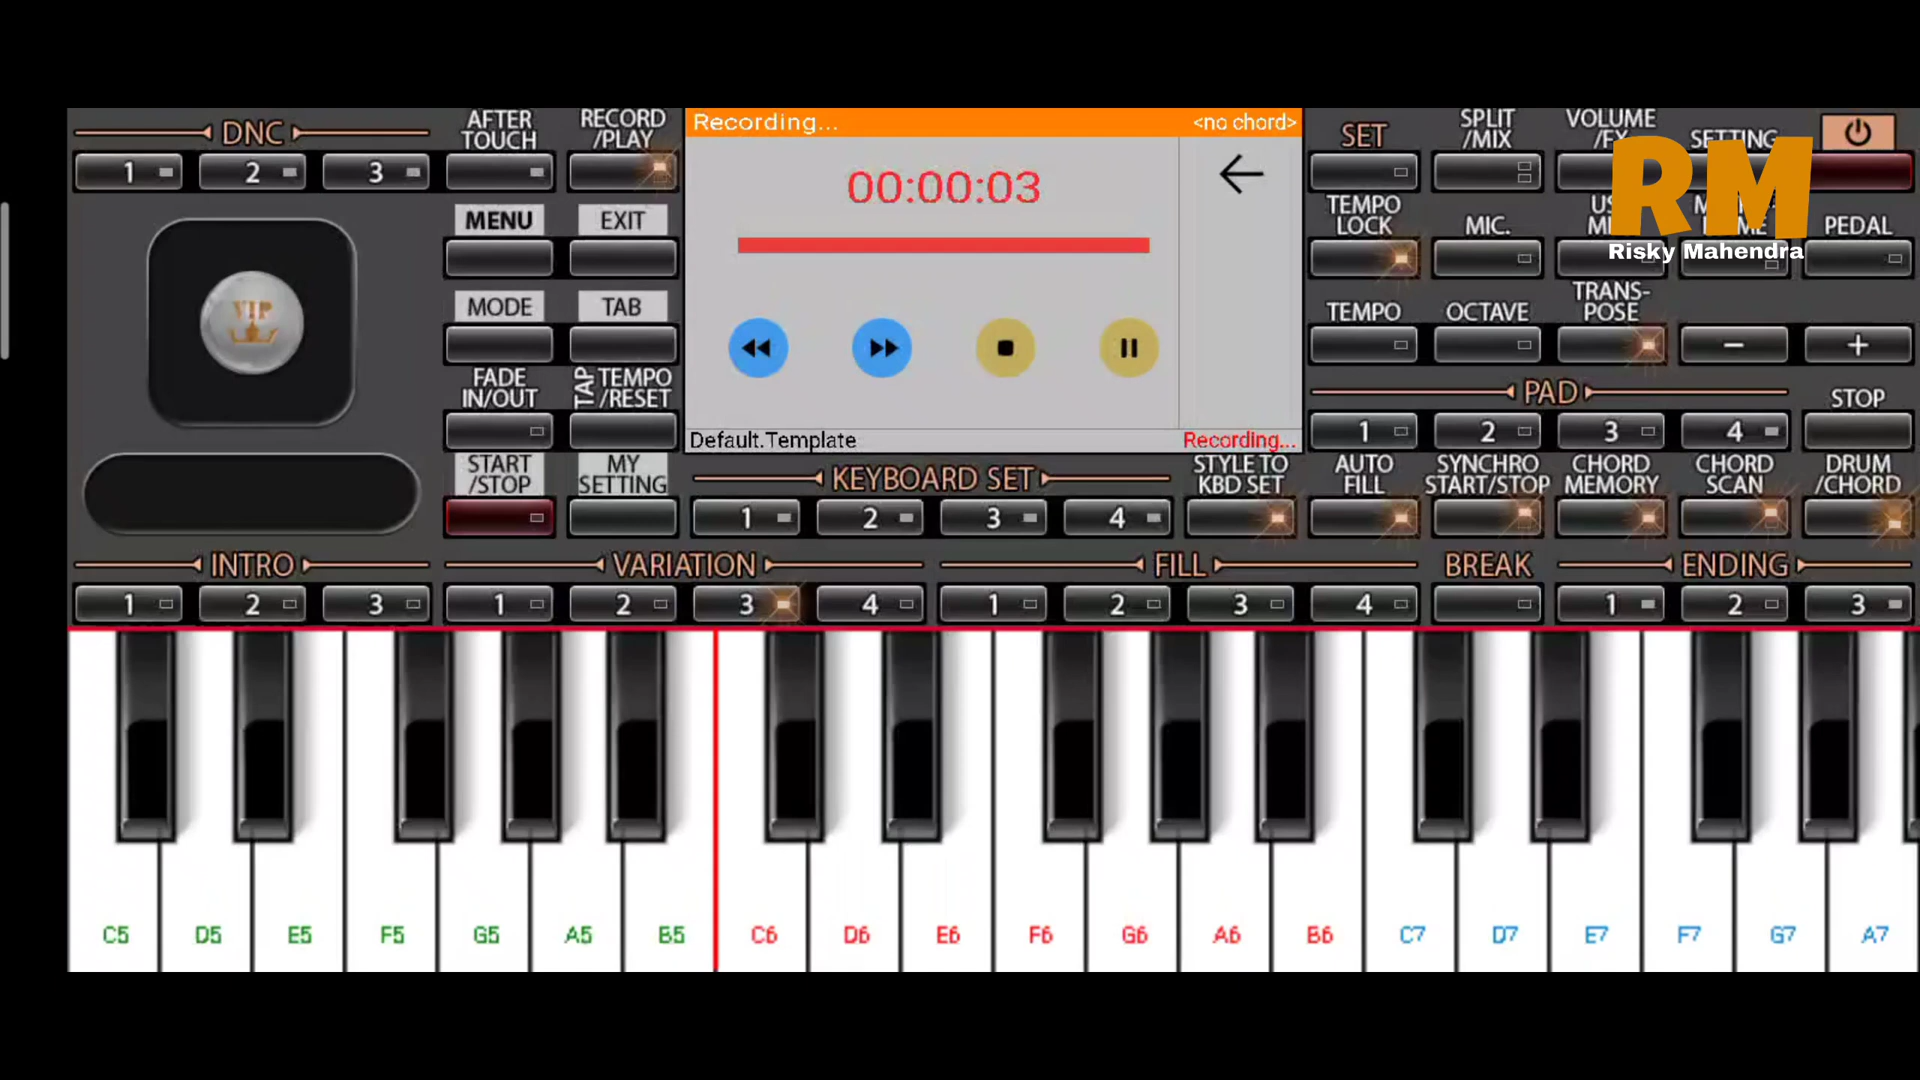 DNC
1
2
3
AFTER
TOUCH
RECORD
/PLAY
Recording...
<no chord>
00:00:03
Default.Template
Recording...
SET
SPLIT
/MIX
VOLUME
SETTING
RM
Risky Mahendra
TEMPO
LOCK
MIC.
PEDAL
MENU
EXIT
MODE
TAB
VIP
TEMPO
OCTAVE
TRANS-
POSE
−
+
FADE
IN/OUT
TAP
TEMPO
/RESET
PAD
1
2
3
4
STOP
START
/STOP
MY
SETTING
KEYBOARD SET
1
2
3
4
STYLE TO
KBD SET
AUTO
FILL
SYNCHRO
START/STOP
CHORD
MEMORY
CHORD
SCAN
DRUM
/CHORD
INTRO
1
2
3
VARIATION
1
2
3
4
FILL
1
2
3
4
BREAK
ENDING
1
2
3
C5 D5 E5 F5 G5 A5 B5 C6 D6 E6 F6 G6 A6 B6 C7 D7 E7 F7 G7 A7